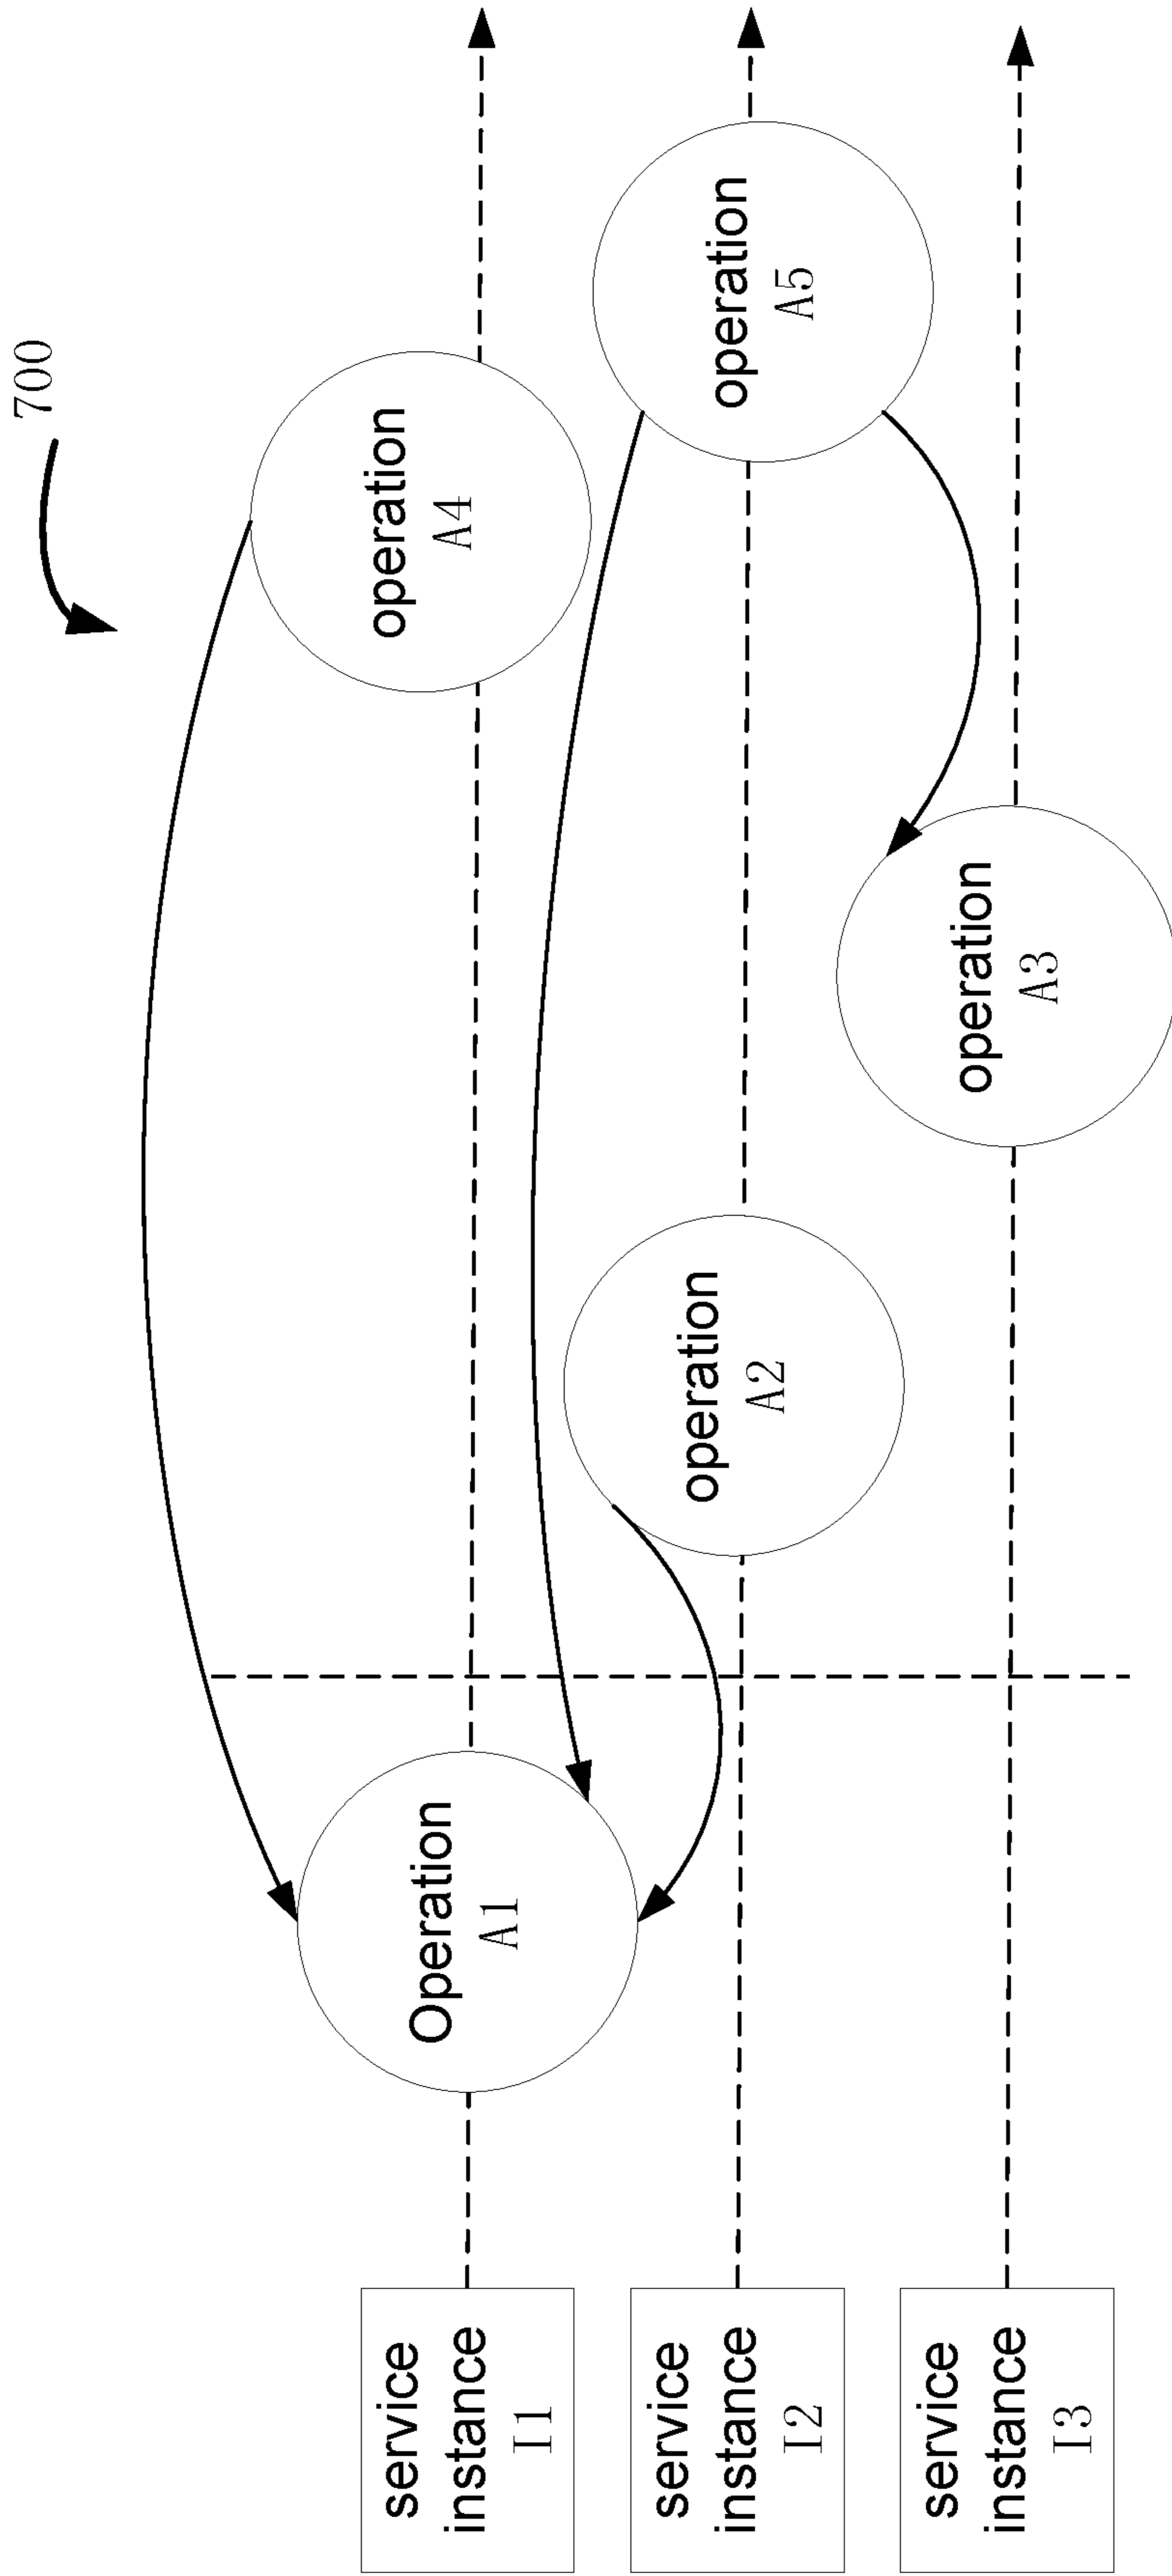 700
operation
A4
operation
A5
Operation
A1
operation
A2
operation
A3
service
instance
I1
service
instance
I2
service
instance
I3